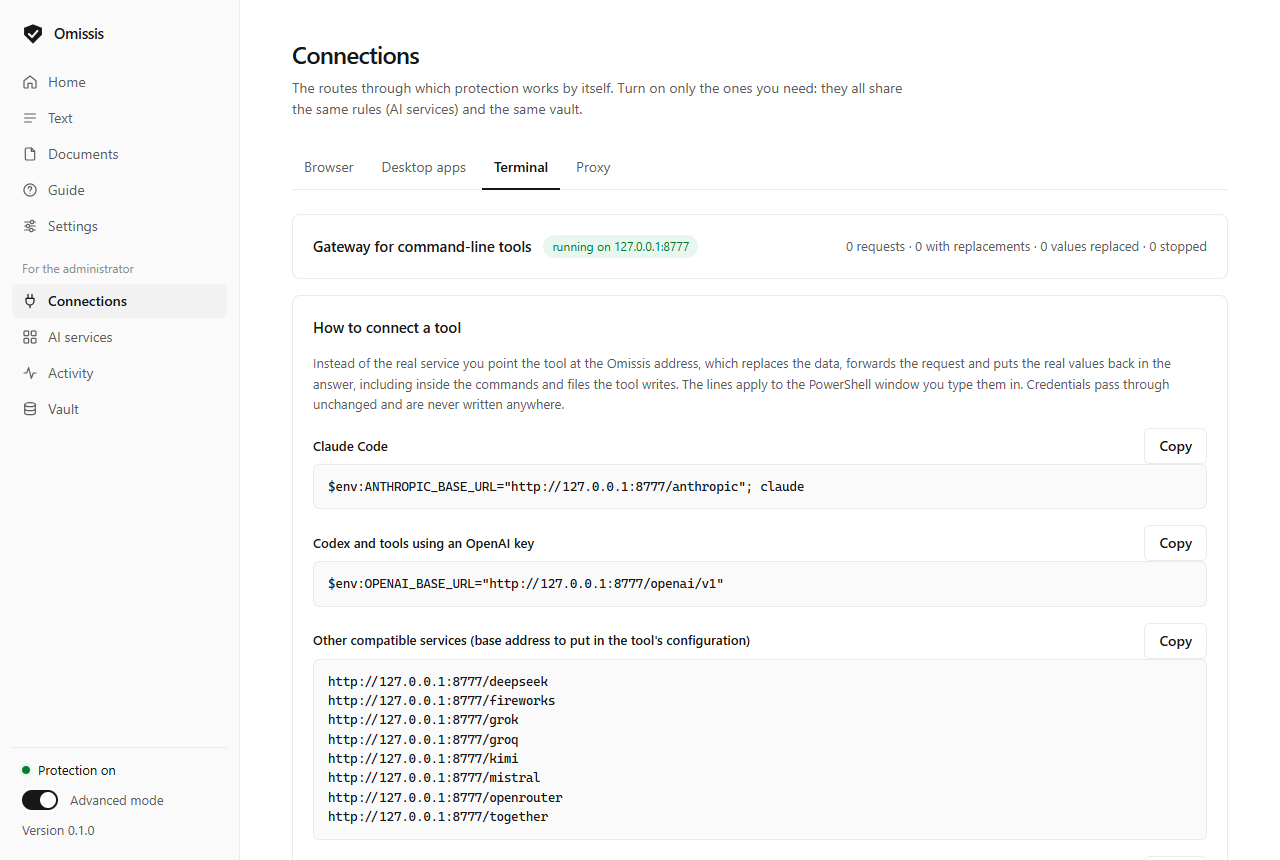 Omissis
Home
Text
Documents
Guide
Settings
For the administrator
Connections
AI services
Activity
Vault
Protection on
Advanced mode
Version 0.1.0
Connections
The routes through which protection works by itself. Turn on only the ones you need: they all share
the same rules (AI services) and the same vault.
Browser Desktop apps Terminal Proxy
Gateway for command-line tools running on 127.0.0.1:8777 0 requests · 0 with replacements · 0 values replaced · 0 stopped
How to connect a tool
Instead of the real service you point the tool at the Omissis address, which replaces the data, forwards the request and puts the real values back in the
answer, including inside the commands and files the tool writes. The lines apply to the PowerShell window you type them in. Credentials pass through
unchanged and are never written anywhere.
Claude Code Copy
$env:ANTHROPIC_BASE_URL="http://127.0.0.1:8777/anthropic"; claude
Codex and tools using an OpenAI key Copy
$env:OPENAI_BASE_URL="http://127.0.0.1:8777/openai/v1"
Other compatible services (base address to put in the tool's configuration) Copy
http://127.0.0.1:8777/deepseek
http://127.0.0.1:8777/fireworks
http://127.0.0.1:8777/grok
http://127.0.0.1:8777/groq
http://127.0.0.1:8777/kimi
http://127.0.0.1:8777/mistral
http://127.0.0.1:8777/openrouter
http://127.0.0.1:8777/together